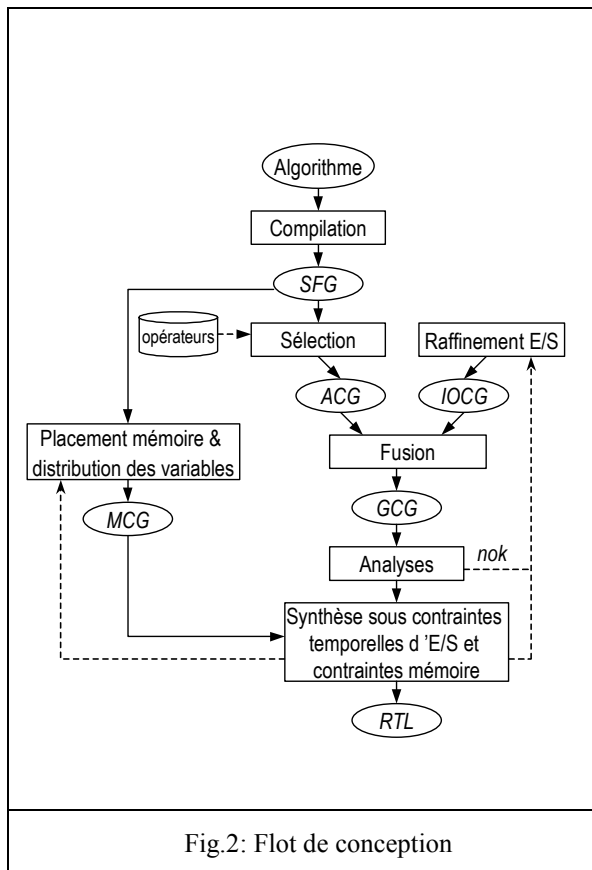 Algorithme
Compilation
SFG
opérateurs
Sélection
Raffinement E/S
ACG
IOCG
Placement mémoire &
distribution des variables
Fusion
MCG
GCG
Analyses
nok
Synthèse sous contraintes
temporelles d 'E/S et
contraintes mémoire
RTL
Fig.2: Flot de conception